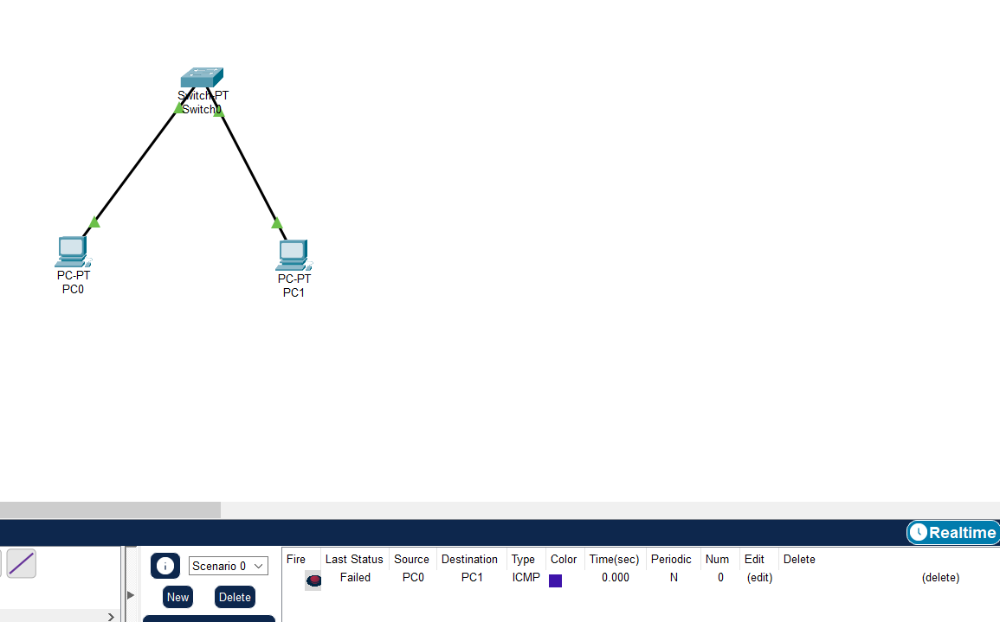 Switch-PT
Switch0
PC-PT
PC0
PC-PT
PC1
Realtime
Scenario 0
New
Delete
Fire Last Status Source Destination Type Color Time(sec) Periodic Num Edit Delete
Failed PC0 PC1 ICMP 0.000 N 0 (edit) (delete)